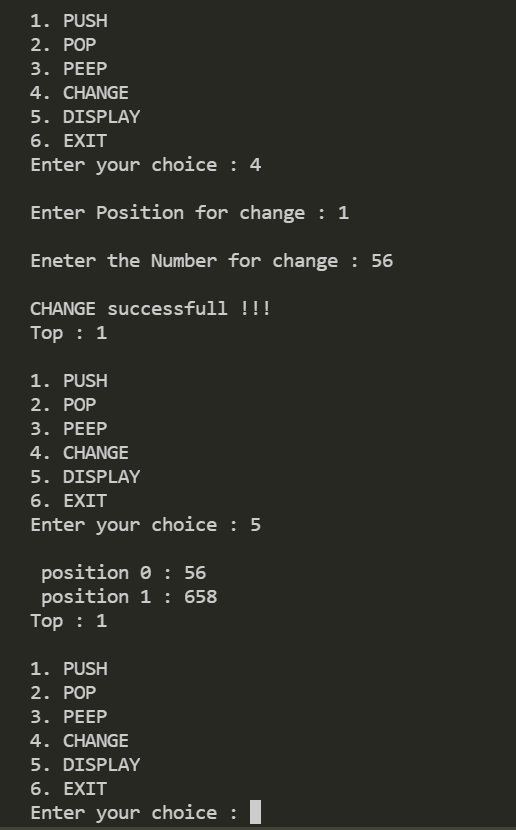 1. PUSH
2. POP
3. PEEP
4. CHANGE
5. DISPLAY
6. EXIT
Enter your choice : 4
Enter Position for change : 1
Eneter the Number for change : 56
CHANGE successfull !!!
Top : 1
1. PUSH
2. POP
3. PEEP
4. CHANGE
5. DISPLAY
6. EXIT
Enter your choice : 5
position 0 : 56
position 1 : 658
Top : 1
1. PUSH
2. POP
3. PEEP
4. CHANGE
5. DISPLAY
6. EXIT
Enter your choice :